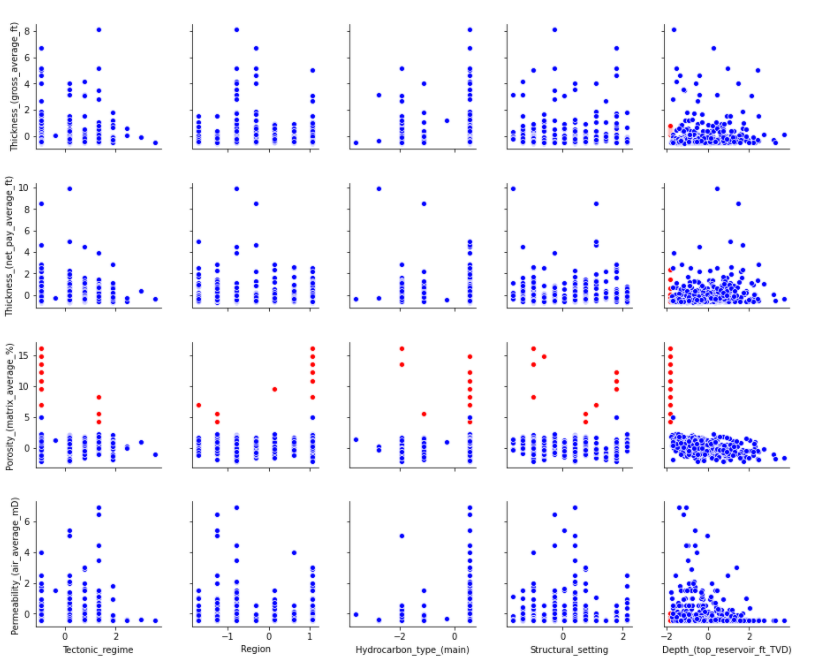 Thickness_(gross_average_ft)
8
6
4
2
0
Thickness_(net_pay_average_ft)
10
8
6
4
2
0
Porosity_(matrix_average_%)
15
10
5
0
Permeability_(air_average_mD)
6
4
2
0
0 2
−1 0 1
−2 0
0 2
−2 0 2
Tectonic_regime
Region
Hydrocarbon_type_(main)
Structural_setting
Depth_(top_reservoir_ft_TVD)